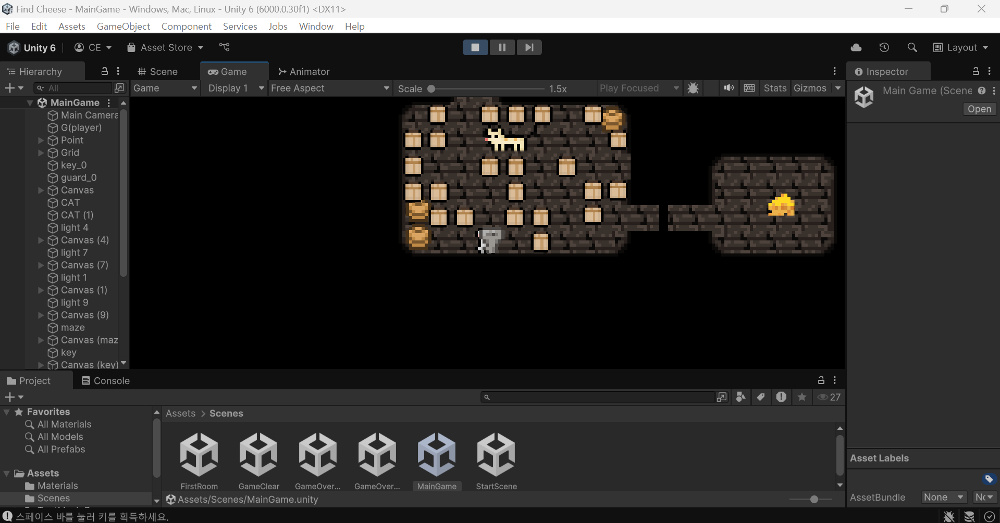 Find Cheese - MainGame - Windows, Mac, Linux - Unity 6 (6000.0.30f1) <DX11>
File Edit Assets GameObject Component Services Jobs Window Help
Unity 6 CE Asset Store Layout
Hierarchy Scene Game Animator Inspector
All Game Display 1 Free Aspect Scale 1.5x Play Focused Stats Gizmos
Main Game (Scene
Open
MainGame
Main Camera
G(player)
Point
Grid
key_0
guard_0
Canvas
CAT
CAT (1)
light 4
Canvas (4)
light 7
Canvas (7)
light 1
Canvas (1)
light 9
Canvas (9)
maze
Canvas (maz
key
Canvas (key)
Project Console
27
Favorites
All Materials
All Models
All Prefabs
Assets
Materials
Scenes
Assets > Scenes
FirstRoom GameClear GameOver... GameOver... MainGame StartScene
Assets/Scenes/MainGame.unity
Asset Labels
AssetBundle None
스페이스 바를 눌러 키를 획득하세요.